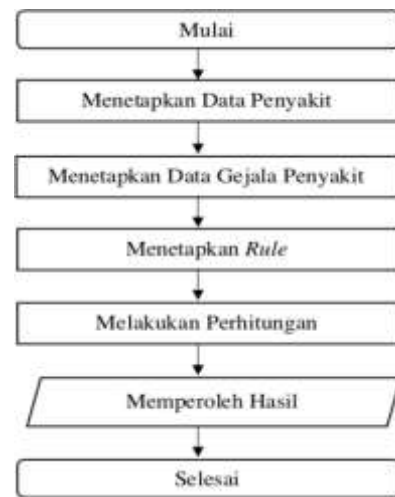 Mulai
Menetapkan Data Penyakit
Menetapkan Data Gejala Penyakit
Menetapkan Rule
Melakukan Perhitungan
Memperoleh Hasil
Selesai